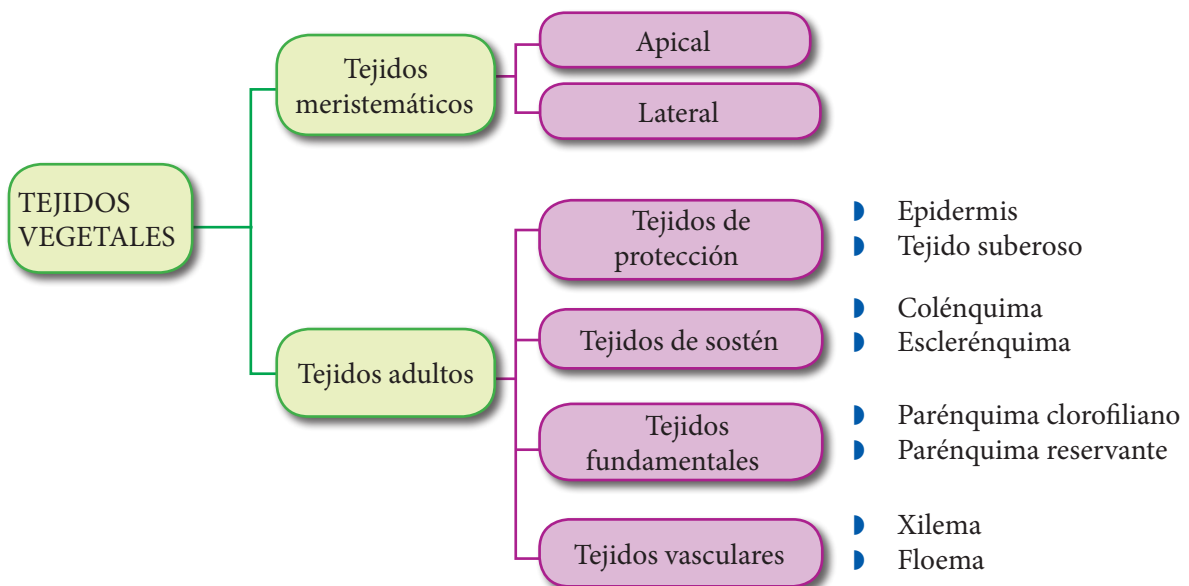 TEJIDOS
VEGETALES
Tejidos
meristemáticos
Apical
Lateral
Tejidos adultos
Tejidos de
protección
Epidermis
Tejido suberoso
Tejidos de sostén
Colénquima
Esclerénquima
Tejidos
fundamentales
Parénquima clorofiliano
Parénquima reservante
Tejidos vasculares
Xilema
Floema